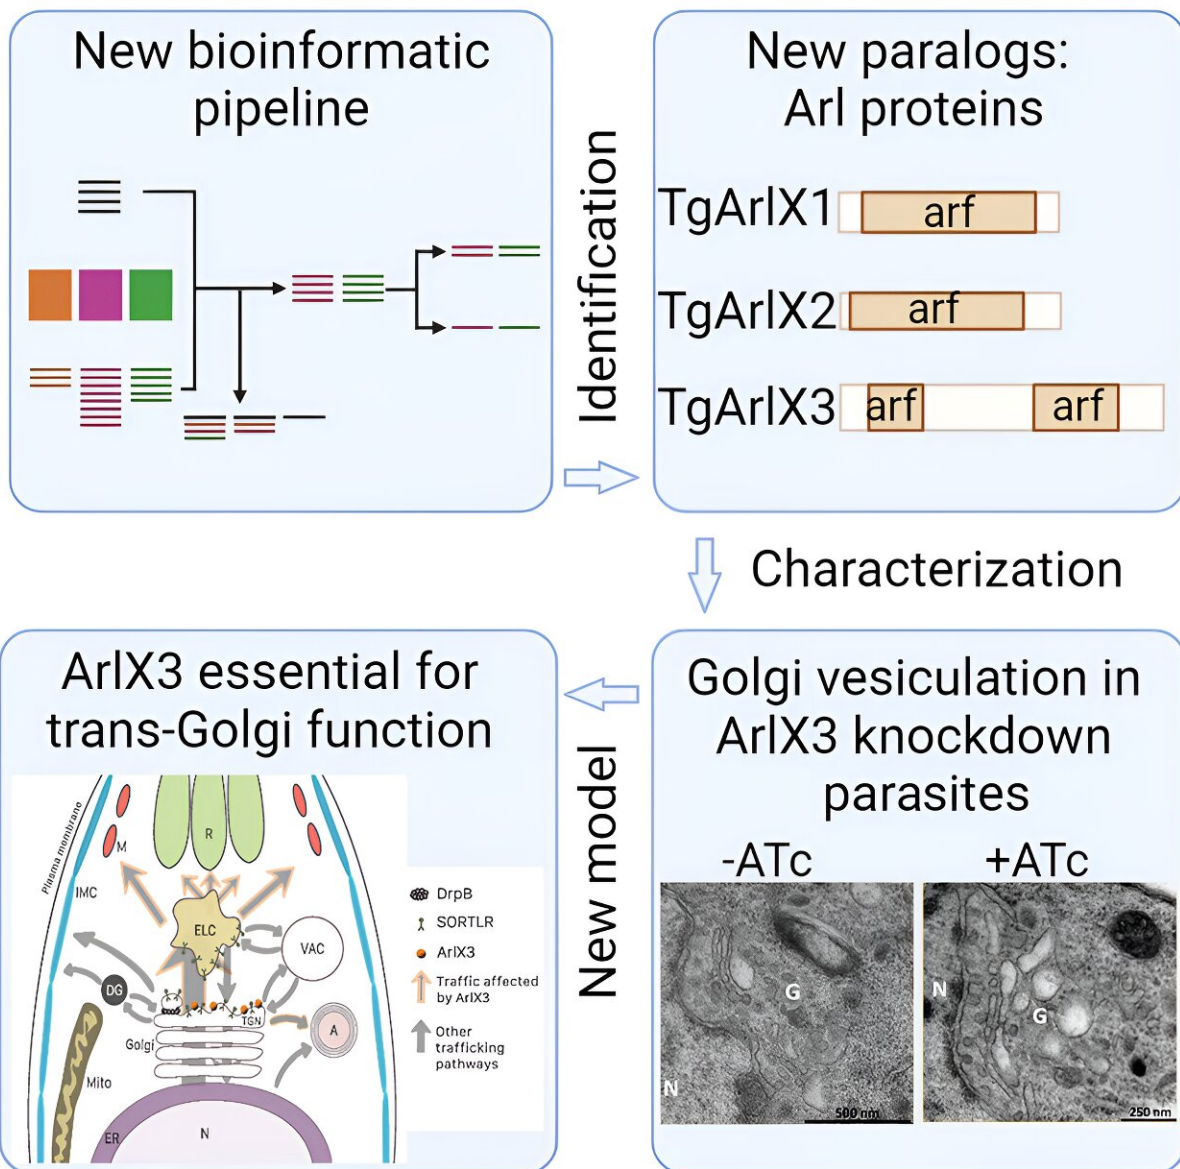 New bioinformatic
pipeline
Identification
New paralogs:
Arl proteins
TgArlX1
arf
TgArlX2
arf
TgArlX3
arf
arf
Characterization
Golgi vesiculation in
ArlX3 knockdown
parasites
-ATc
+ATc
G
N
500 nm
N
G
250 nm
New model
ArlX3 essential for
trans-Golgi function
Plasma membrane
M
R
IMC
ELC
VAC
DG
TGN
Golgi
A
Mito
ER
N
DrpB
SORTLR
ArlX3
Traffic affected
by ArlX3
Other
trafficking
pathways